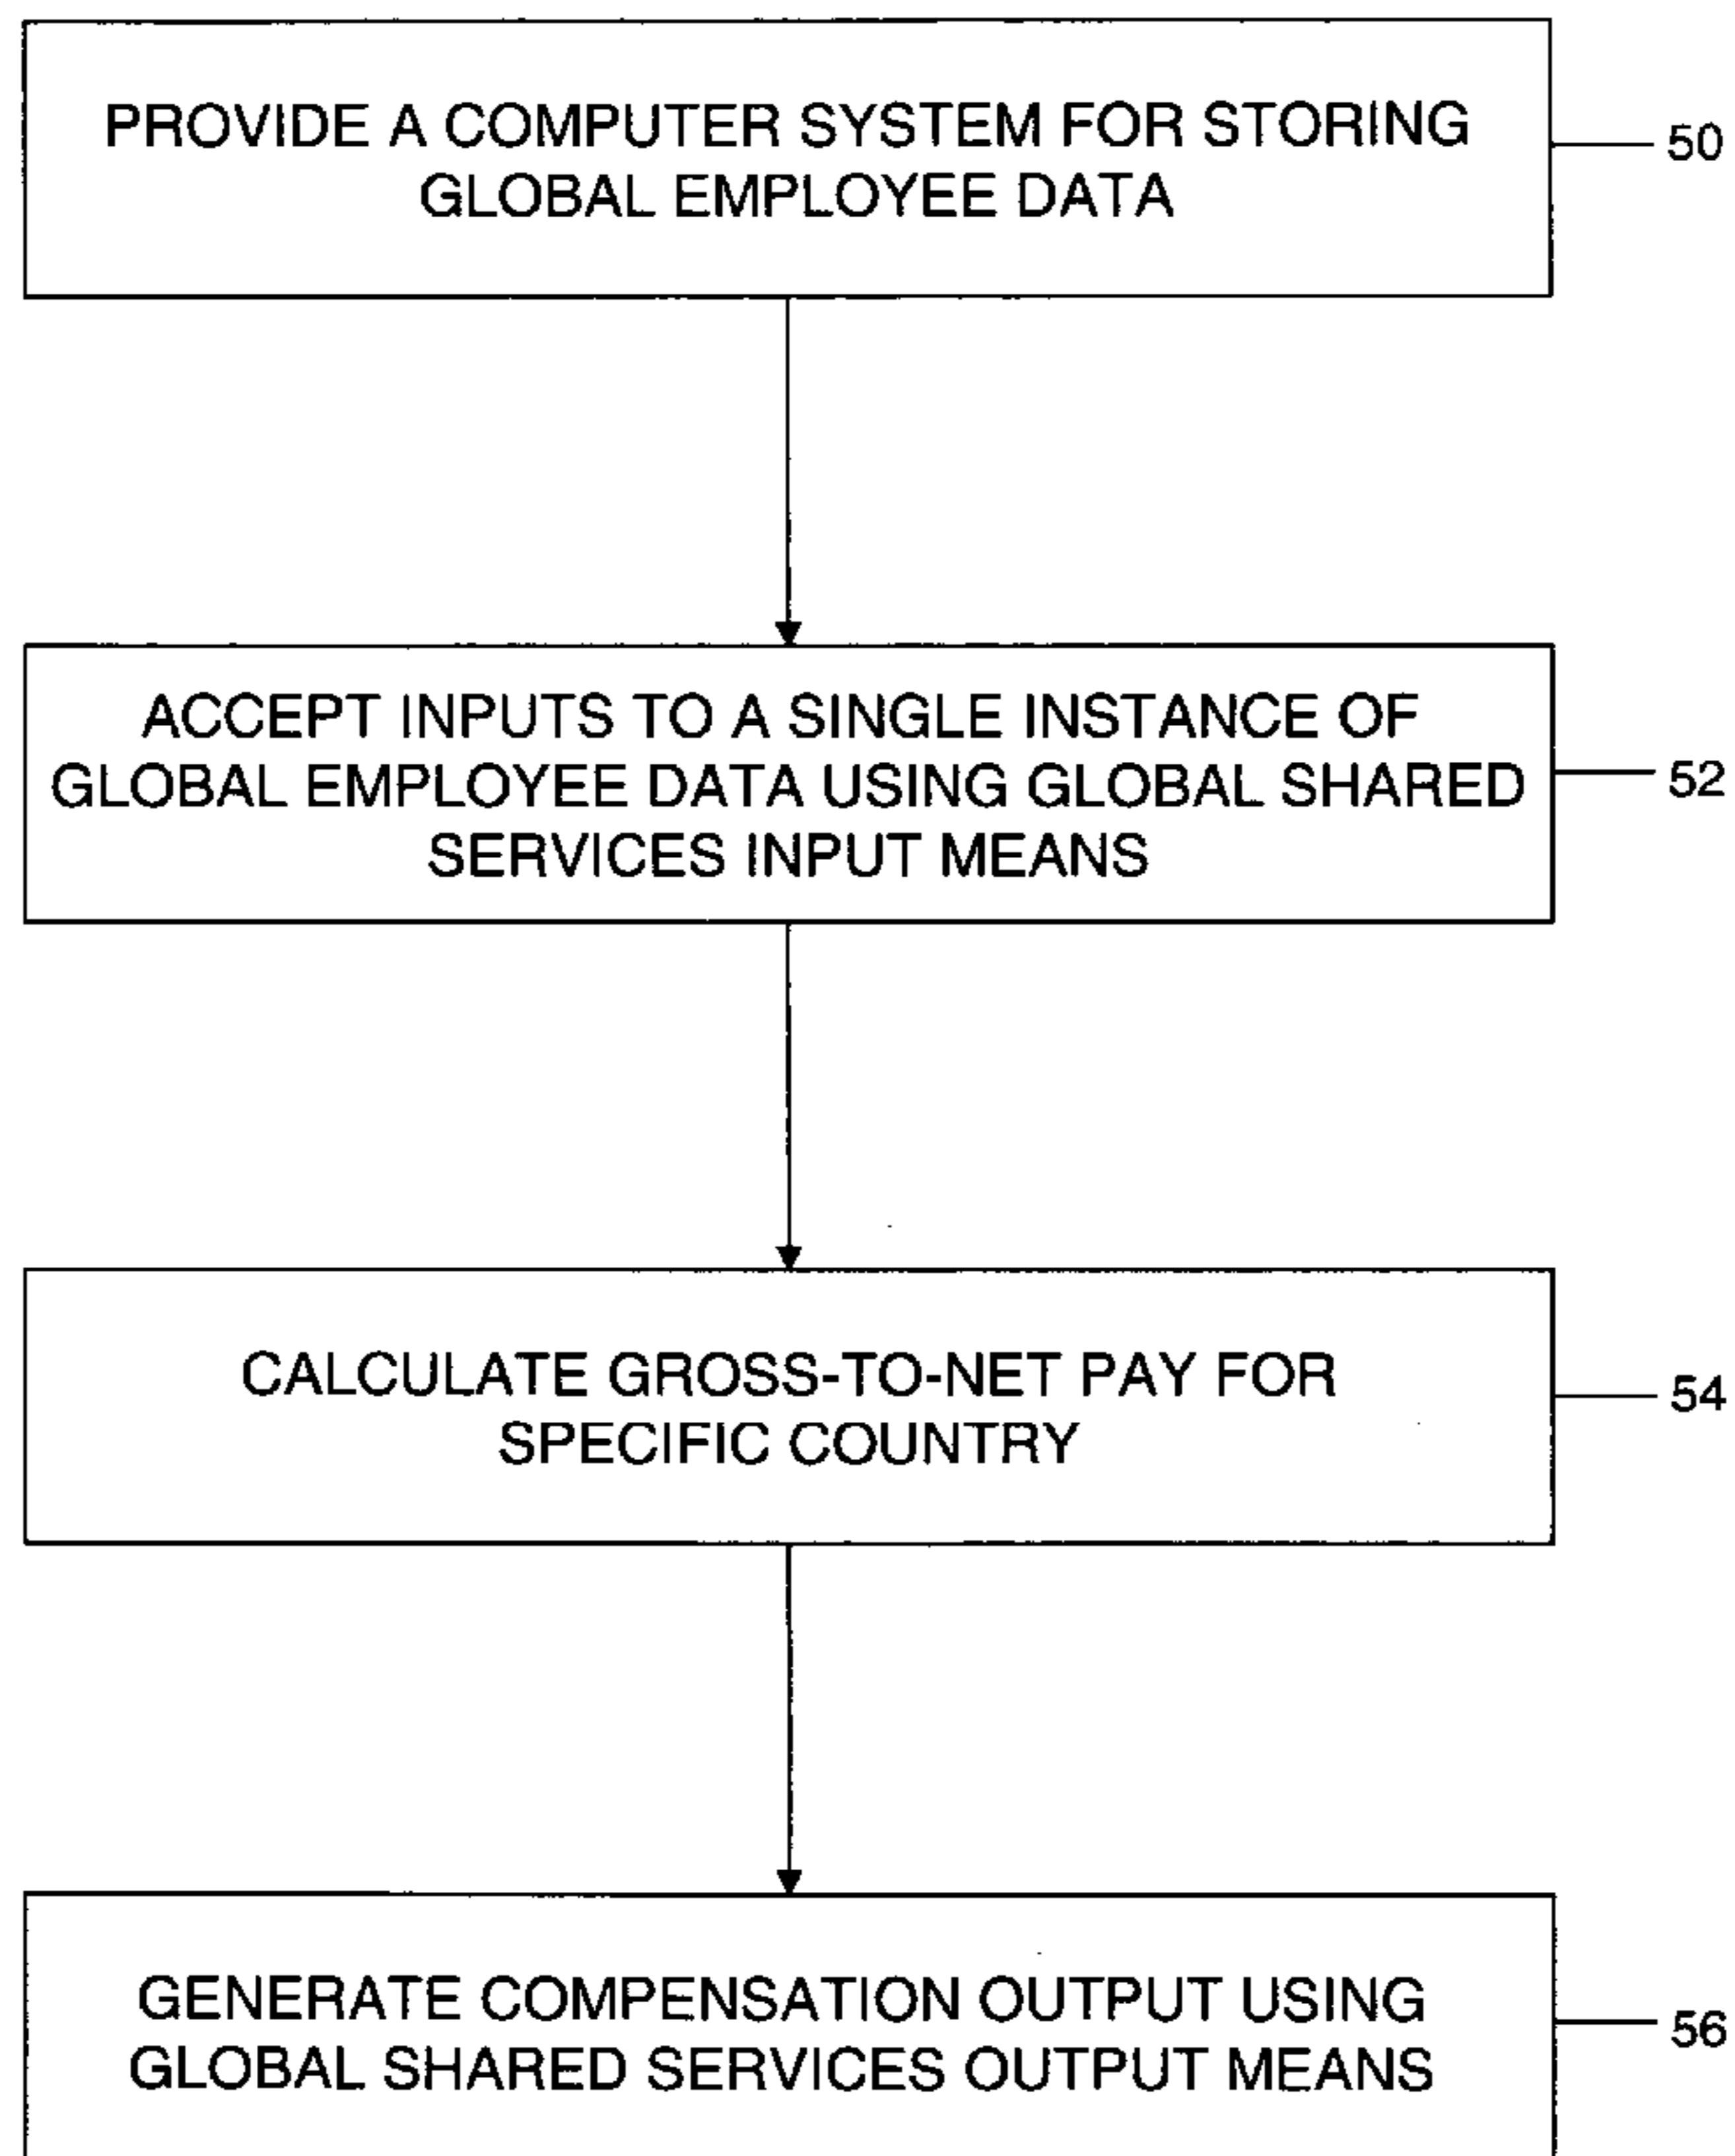 PROVIDE A COMPUTER SYSTEM FOR STORING
GLOBAL EMPLOYEE DATA
50
ACCEPT INPUTS TO A SINGLE INSTANCE OF
GLOBAL EMPLOYEE DATA USING GLOBAL SHARED
SERVICES INPUT MEANS
52
CALCULATE GROSS-TO-NET PAY FOR
SPECIFIC COUNTRY
54
GENERATE COMPENSATION OUTPUT USING
GLOBAL SHARED SERVICES OUTPUT MEANS
56